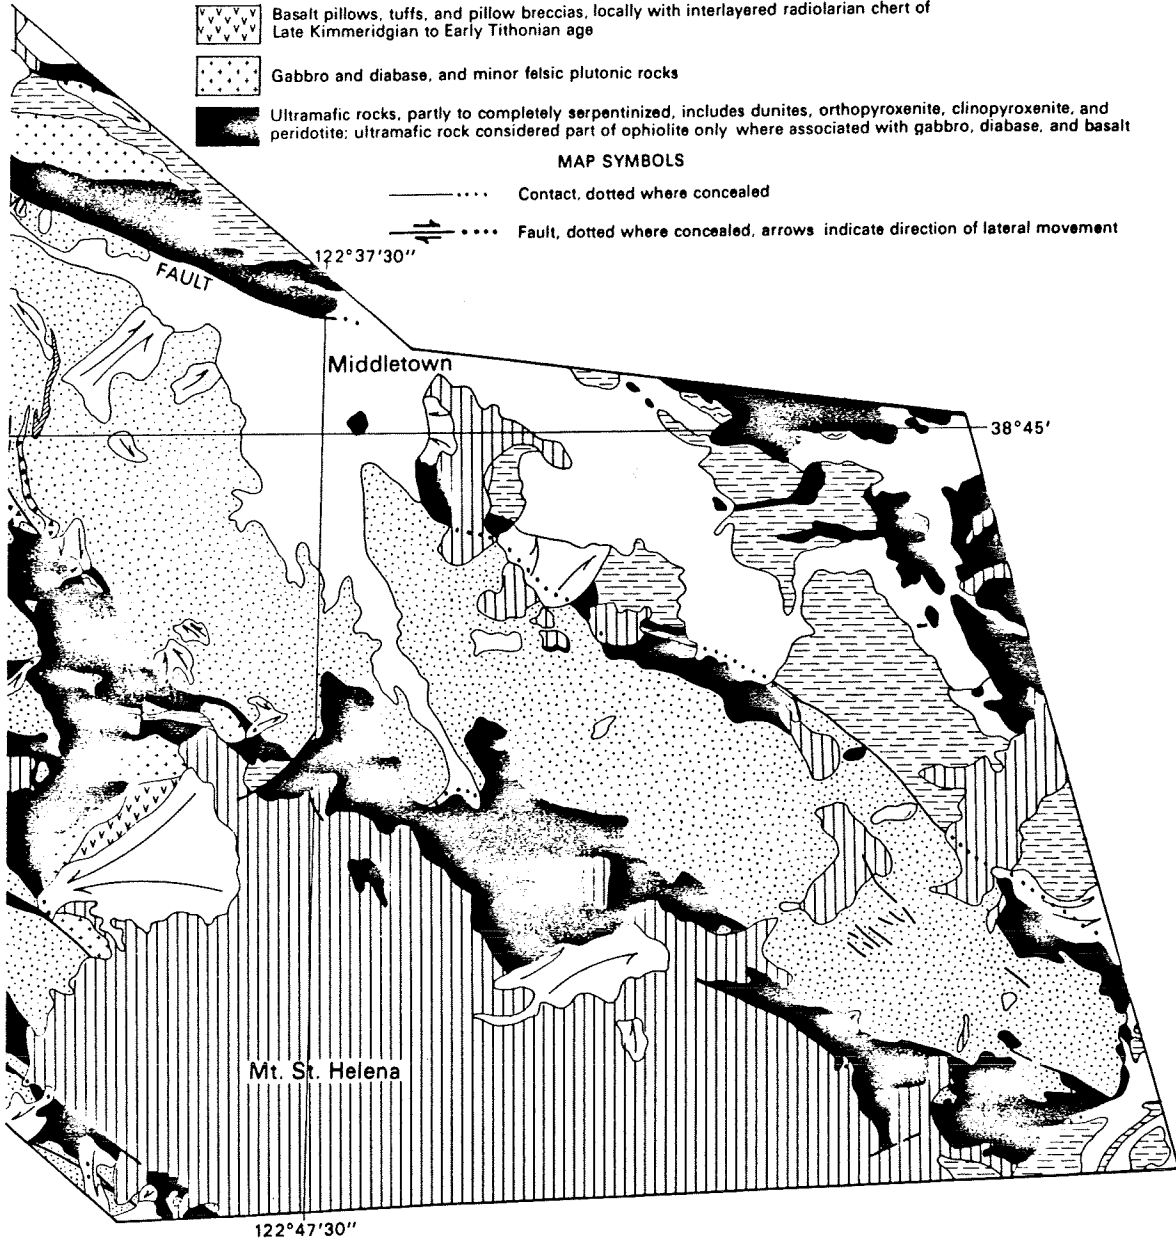 Basalt pillows, tuffs, and pillow breccias, locally with interlayered radiolarian chert of
Late Kimmeridgian to Early Tithonian age
Gabbro and diabase, and minor felsic plutonic rocks
Ultramafic rocks, partly to completely serpentinized, includes dunites, orthopyroxenite, clinopyroxenite, and
peridotite; ultramafic rock considered part of ophiolite only where associated with gabbro, diabase, and basalt
MAP SYMBOLS
Contact, dotted where concealed
Fault, dotted where concealed, arrows indicate direction of lateral movement
122°37'30"
FAULT
Middletown
38°45'
Mt. St. Helena
122°47'30"